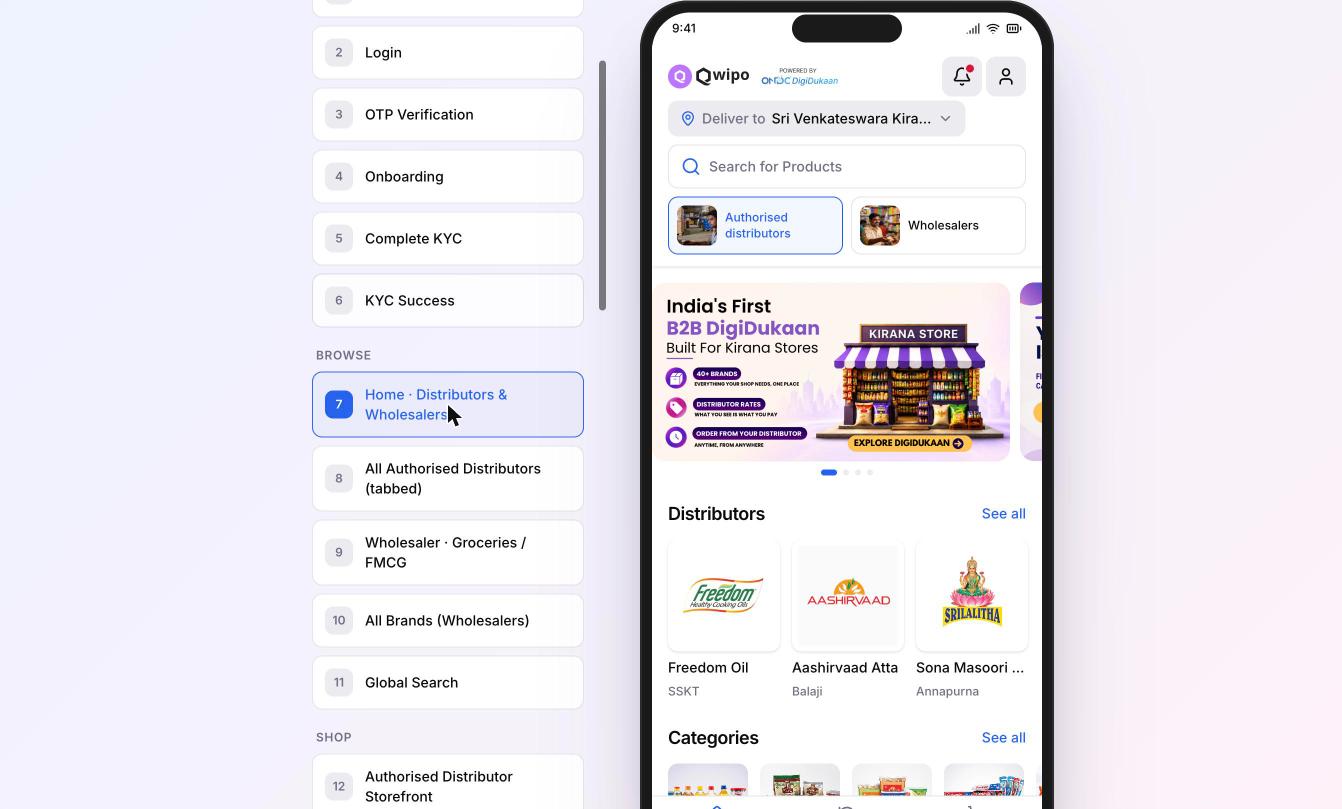 2
Login
3
OTP Verification
4
Onboarding
5
Complete KYC
6
KYC Success
BROWSE
7
Home · Distributors &
Wholesalers
8
All Authorised Distributors
(tabbed)
9
Wholesaler · Groceries /
FMCG
10
All Brands (Wholesalers)
11
Global Search
SHOP
12
Authorised Distributor
Storefront
9:41
Qwipo
POWERED BY
ONDC DigiDukaan
Deliver to Sri Venkateswara Kira...
Search for Products
Authorised
distributors
Wholesalers
India's First
B2B DigiDukaan
Built For Kirana Stores
40+ BRANDS
EVERYTHING YOUR SHOP NEEDS, ONE PLACE
DISTRIBUTOR RATES
WHAT YOU SEE IS WHAT YOU PAY
ORDER FROM YOUR DISTRIBUTOR
ANYTIME, FROM ANYWHERE
KIRANA STORE
EXPLORE DIGIDUKAAN
Distributors
See all
Freedom
Healthy Cooking Oils
AASHIRVAAD
SRILALITHA
Freedom Oil
Aashirvaad Atta
Sona Masoori ...
SSKT
Balaji
Annapurna
Categories
See all